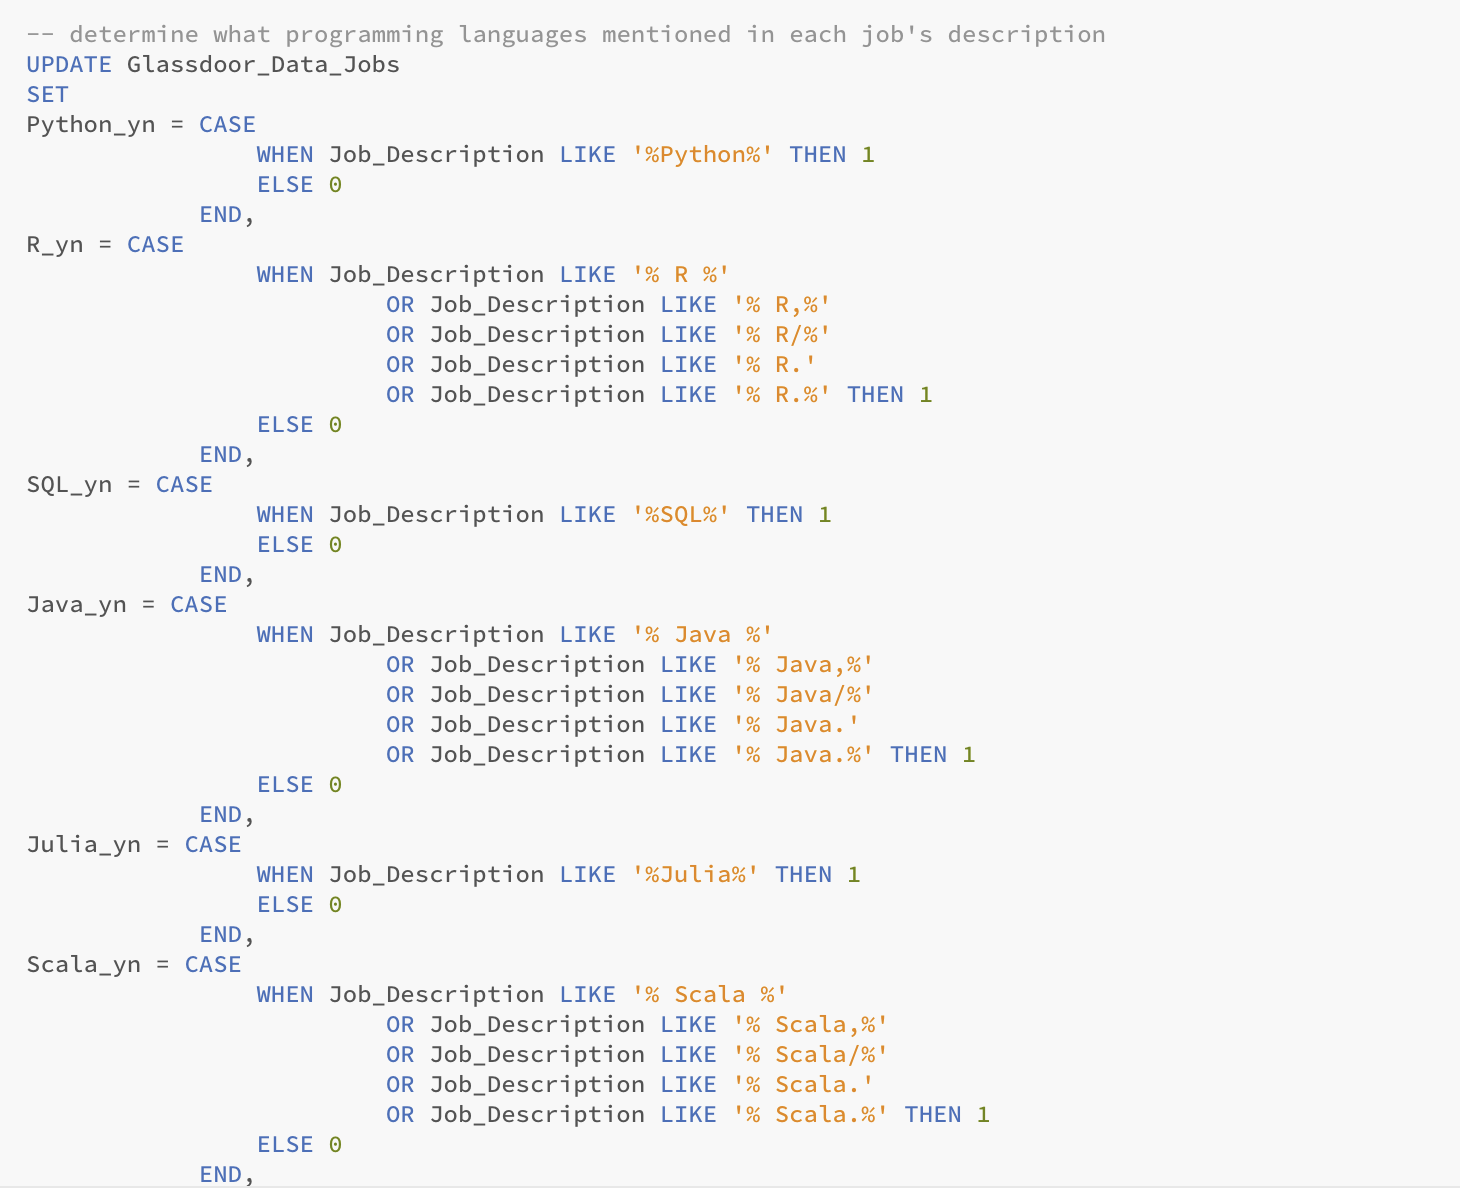 -- determine what programming languages mentioned in each job's description
UPDATE Glassdoor_Data_Jobs
SET
Python_yn = CASE
                WHEN Job_Description LIKE '%Python%' THEN 1
                ELSE 0
            END,
R_yn = CASE
                WHEN Job_Description LIKE '% R %'
                         OR Job_Description LIKE '% R,%'
                         OR Job_Description LIKE '% R/%'
                         OR Job_Description LIKE '% R.'
                         OR Job_Description LIKE '% R.%' THEN 1
                ELSE 0
            END,
SQL_yn = CASE
                WHEN Job_Description LIKE '%SQL%' THEN 1
                ELSE 0
            END,
Java_yn = CASE
                WHEN Job_Description LIKE '% Java %'
                         OR Job_Description LIKE '% Java,%'
                         OR Job_Description LIKE '% Java/%'
                         OR Job_Description LIKE '% Java.'
                         OR Job_Description LIKE '% Java.%' THEN 1
                ELSE 0
            END,
Julia_yn = CASE
                WHEN Job_Description LIKE '%Julia%' THEN 1
                ELSE 0
            END,
Scala_yn = CASE
                WHEN Job_Description LIKE '% Scala %'
                         OR Job_Description LIKE '% Scala,%'
                         OR Job_Description LIKE '% Scala/%'
                         OR Job_Description LIKE '% Scala.'
                         OR Job_Description LIKE '% Scala.%' THEN 1
                ELSE 0
            END,